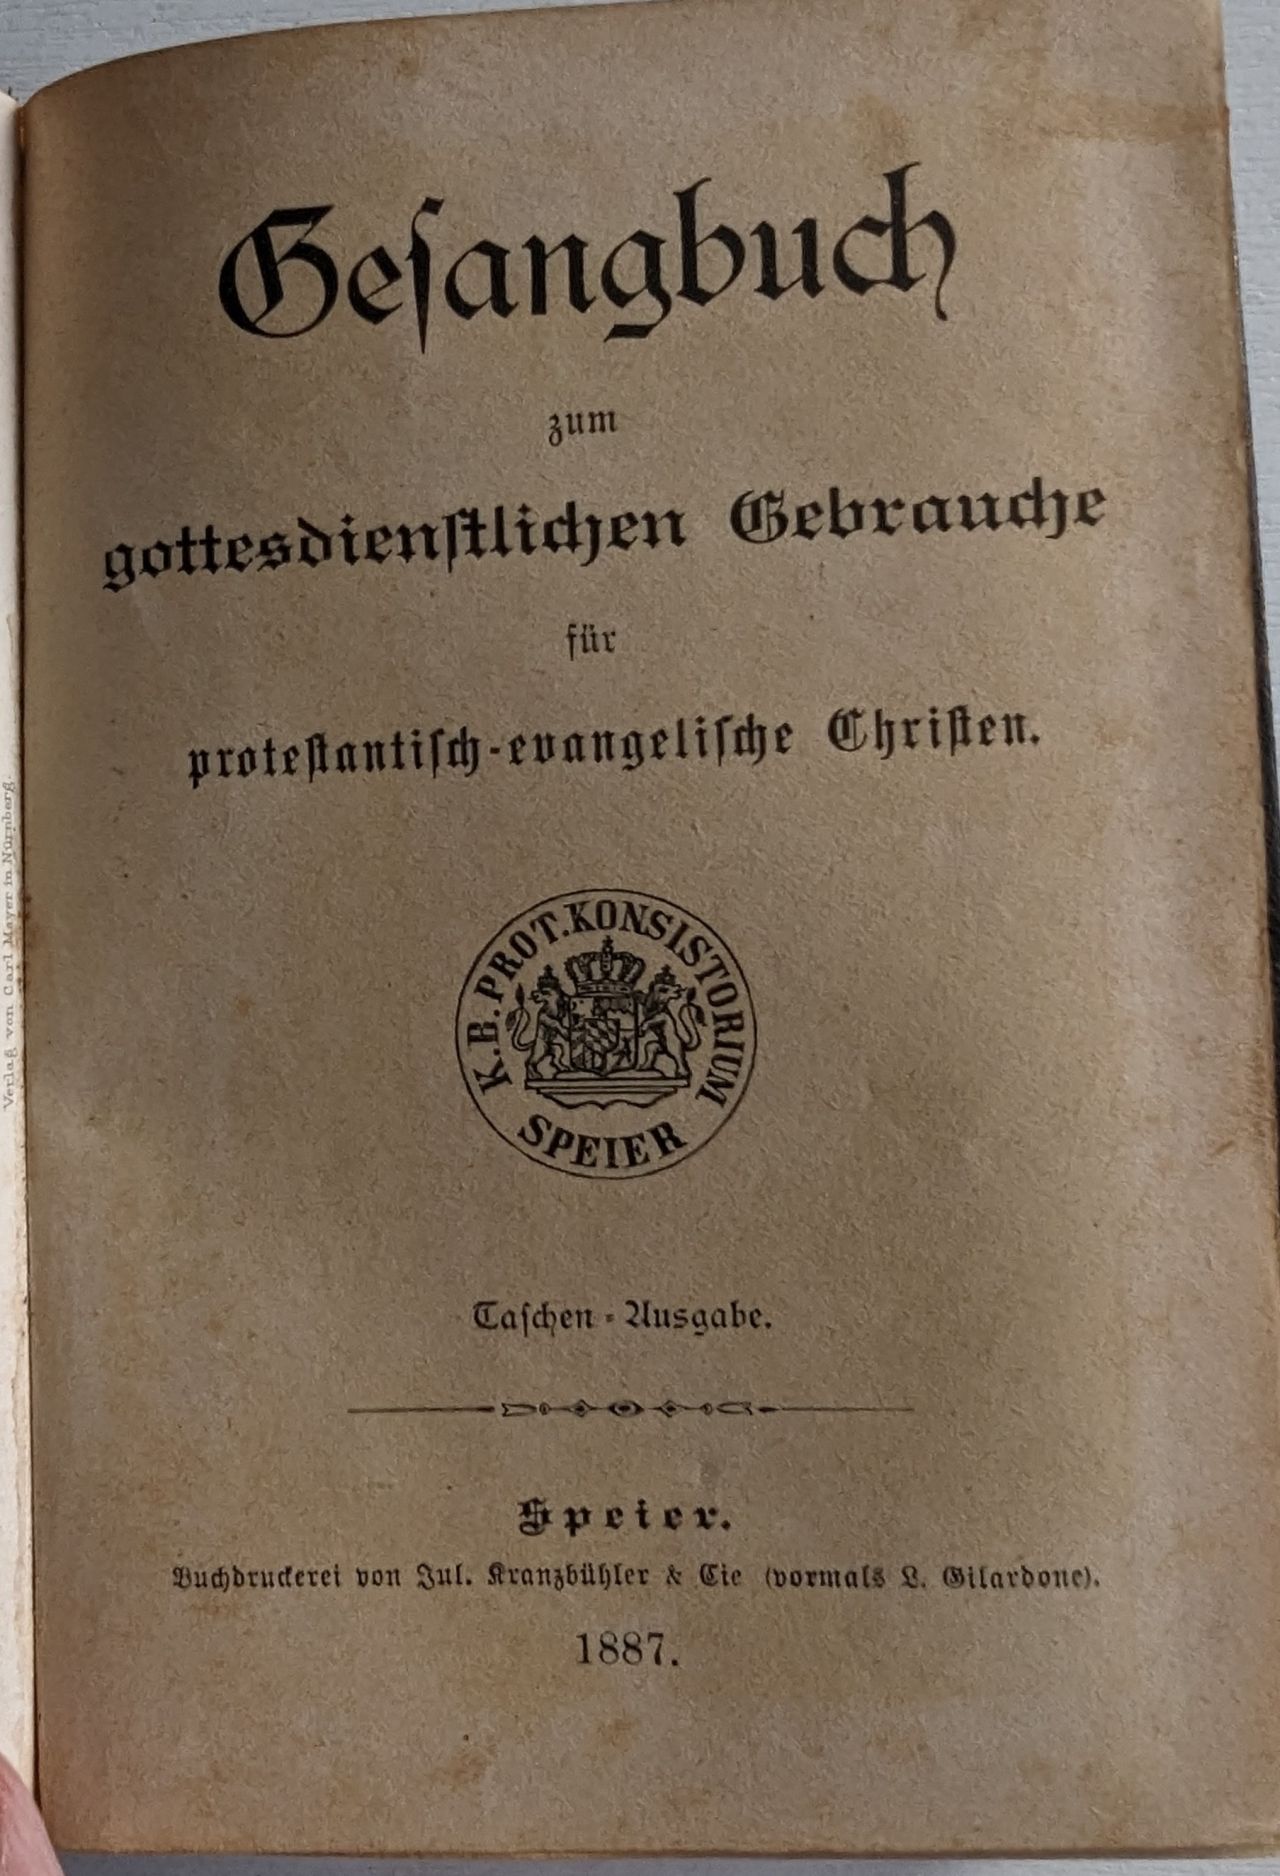 Geſangbuch
zum
gottesdienſtlichen Gebrauche
für
proteſtantiſch-evangeliſche Chriſten.
K. B. PROT. KONSISTORIUM
SPEIER
Taſchen-Ausgabe.
Speier.
Buchdruckerei von Jul. Kranzbühler & Cie (vormals L. Gilardone).
1887.
Verlag von Carl Mayer in Nürnberg.